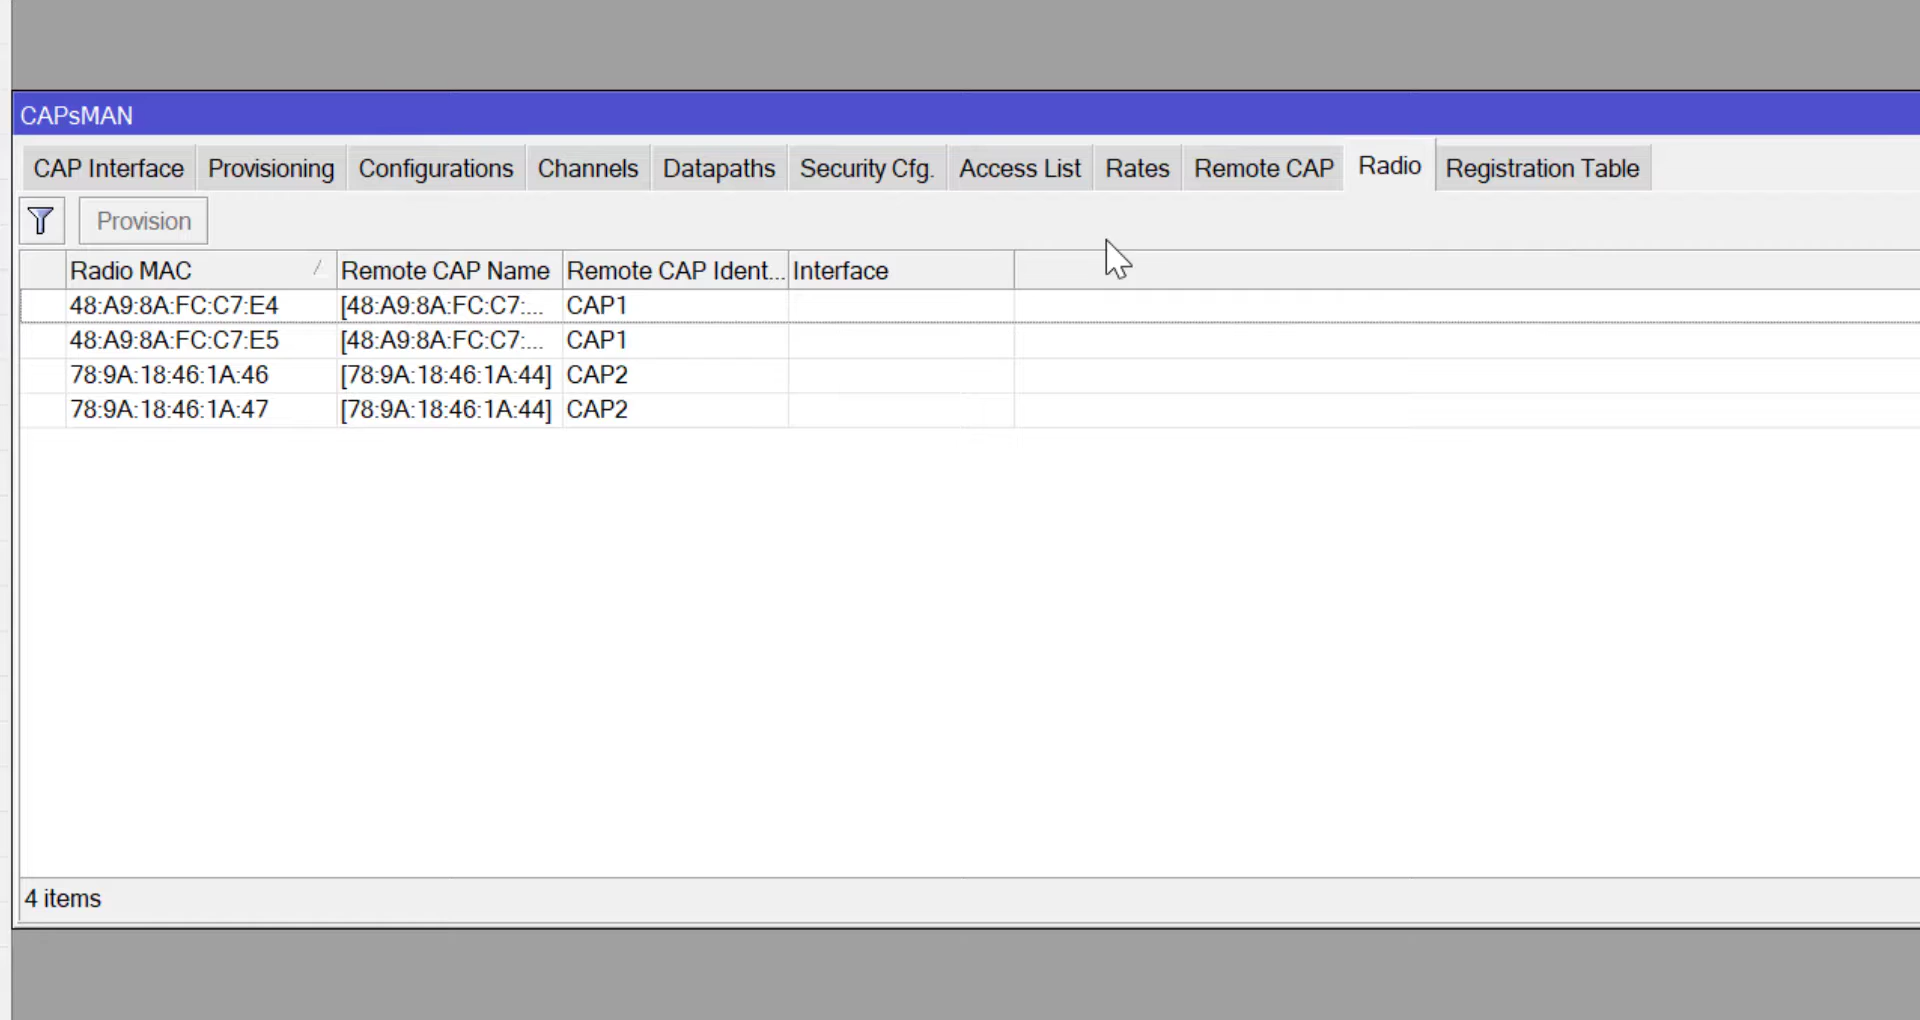 CAPsMAN
CAP Interface Provisioning Configurations Channels Datapaths Security Cfg. Access List Rates Remote CAP Radio Registration Table
Provision
Radio MAC Remote CAP Name Remote CAP Ident... Interface
48:A9:8A:FC:C7:E4 [48:A9:8A:FC:C7:... CAP1
48:A9:8A:FC:C7:E5 [48:A9:8A:FC:C7:... CAP1
78:9A:18:46:1A:46 [78:9A:18:46:1A:44] CAP2
78:9A:18:46:1A:47 [78:9A:18:46:1A:44] CAP2
4 items